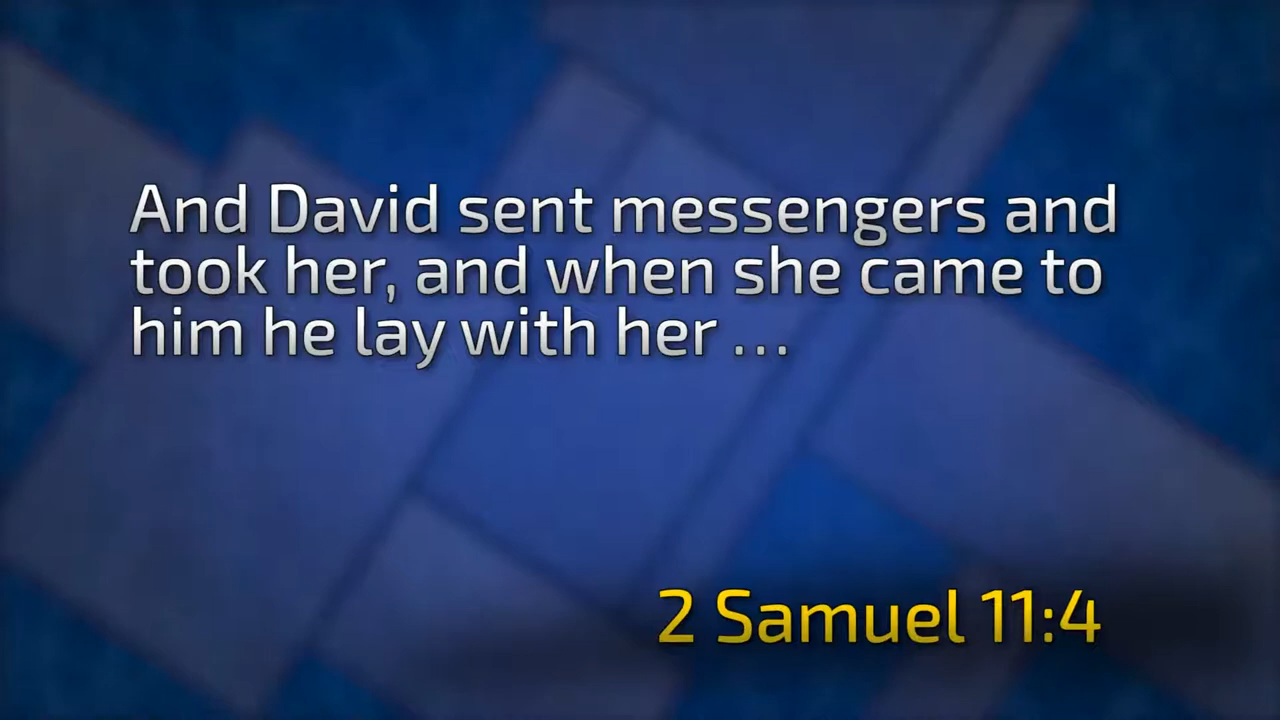 And David sent messengers and
took her, and when she came to
him he lay with her …
2 Samuel 11:4